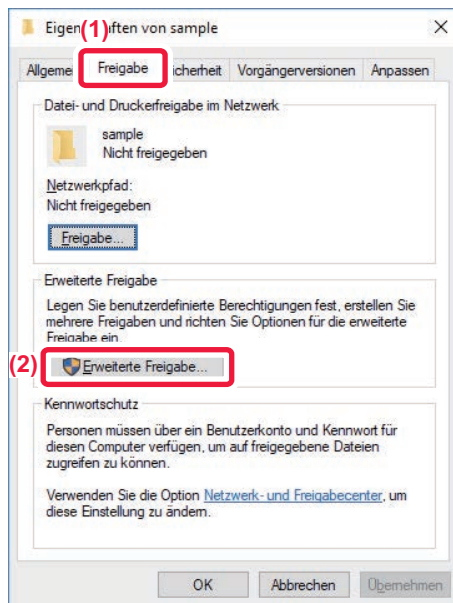 Eigen ften von sample
(1)
Allgemei Freigabe cherheit Vorgängerversionen Anpassen
Datei- und Druckerfreigabe im Netzwerk
sample
Nicht freigegeben
Netzwerkpfad:
Nicht freigegeben
Freigabe...
Erweiterte Freigabe
Legen Sie benutzerdefinierte Berechtigungen fest, erstellen Sie
mehrere Freigaben und richten Sie Optionen für die erweiterte
Freigabe ein.
(2)
Erweiterte Freigabe...
Kennwortschutz
Personen müssen über ein Benutzerkonto und Kennwort für
diesen Computer verfügen, um auf freigegebene Dateien
zugreifen zu können.
Verwenden Sie die Option Netzwerk- und Freigabecenter, um
diese Einstellung zu ändern.
OK Abbrechen Übernehmen